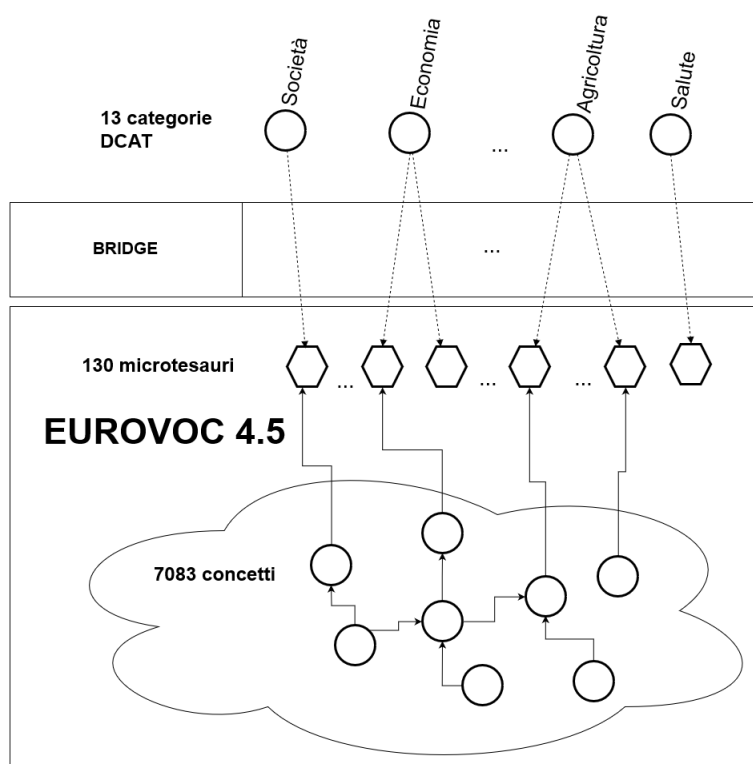 Società
Economia
Agricoltura
Salute
13 categorie
DCAT
...
BRIDGE
...
130 microtesauri
...
...
...
EUROVOC 4.5
7083 concetti